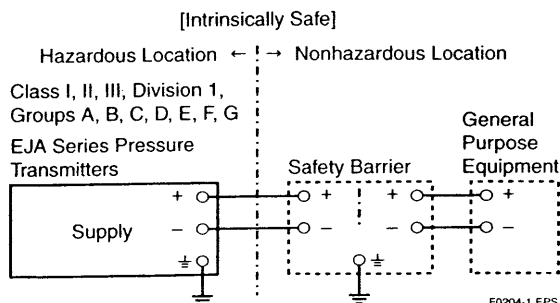 [Intrinsically Safe]
Hazardous Location ← → Nonhazardous Location
Class I, II, III, Division 1,
Groups A, B, C, D, E, F, G
EJA Series Pressure
Transmitters
General
Purpose
Equipment
Safety Barrier
+ + + +
Supply
− − − −
F0204-1.EPS